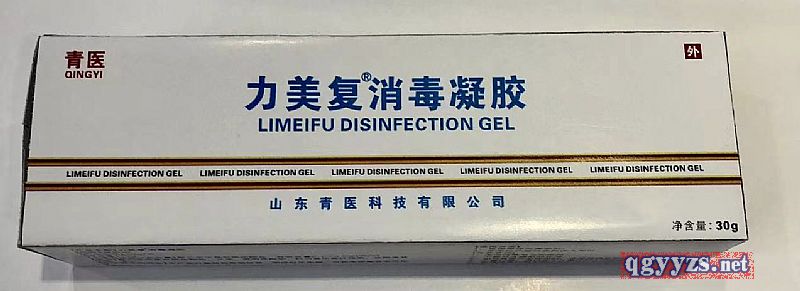 青医
QINGYI
外
力美复®消毒凝胶
LIMEIFU DISINFECTION GEL
LIMEIFU DISINFECTION GEL LIMEIFU DISINFECTION GEL LIMEIFU DISINFECTION GEL LIMEIFU DISINFECTION GEL LIMEIFU DISINFECTION GEL
山东青医科技有限公司
净含量：30g
qgyyzs.net